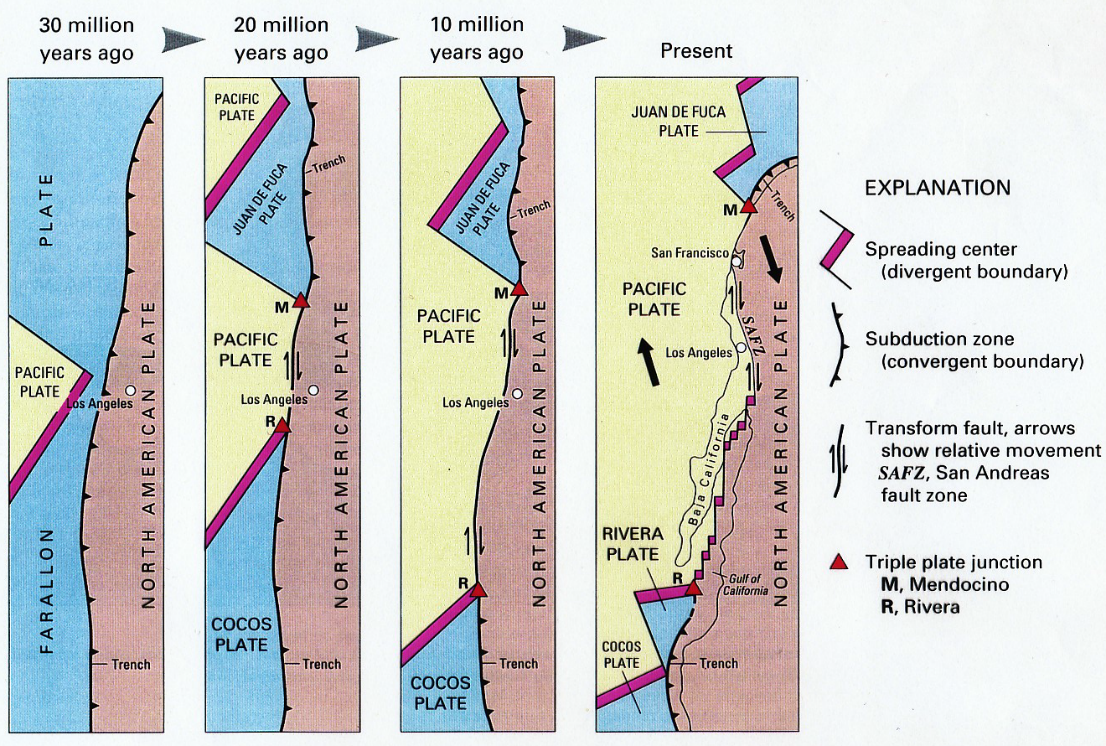 30 million
years ago
20 million
years ago
10 million
years ago
Present
PLATE
PACIFIC
PLATE
Los Angeles
NORTH AMERICAN PLATE
FARALLON
Trench
PACIFIC
PLATE
JUAN DE FUCA
PLATE
Trench
M
PACIFIC
PLATE
Los Angeles
R
NORTH AMERICAN PLATE
COCOS
PLATE
Trench
JUAN DE FUCA
PLATE
Trench
M
PACIFIC
PLATE
Los Angeles
NORTH AMERICAN PLATE
R
COCOS
PLATE
Trench
JUAN DE FUCA
PLATE
M
Trench
San Francisco
PACIFIC
PLATE
SAFZ
Los Angeles
NORTH AMERICAN PLATE
Baja California
RIVERA
PLATE
R
Gulf of
California
COCOS
PLATE
Trench
EXPLANATION
Spreading center
(divergent boundary)
Subduction zone
(convergent boundary)
Transform fault, arrows
show relative movement
SAFZ, San Andreas
fault zone
Triple plate junction
M, Mendocino
R, Rivera